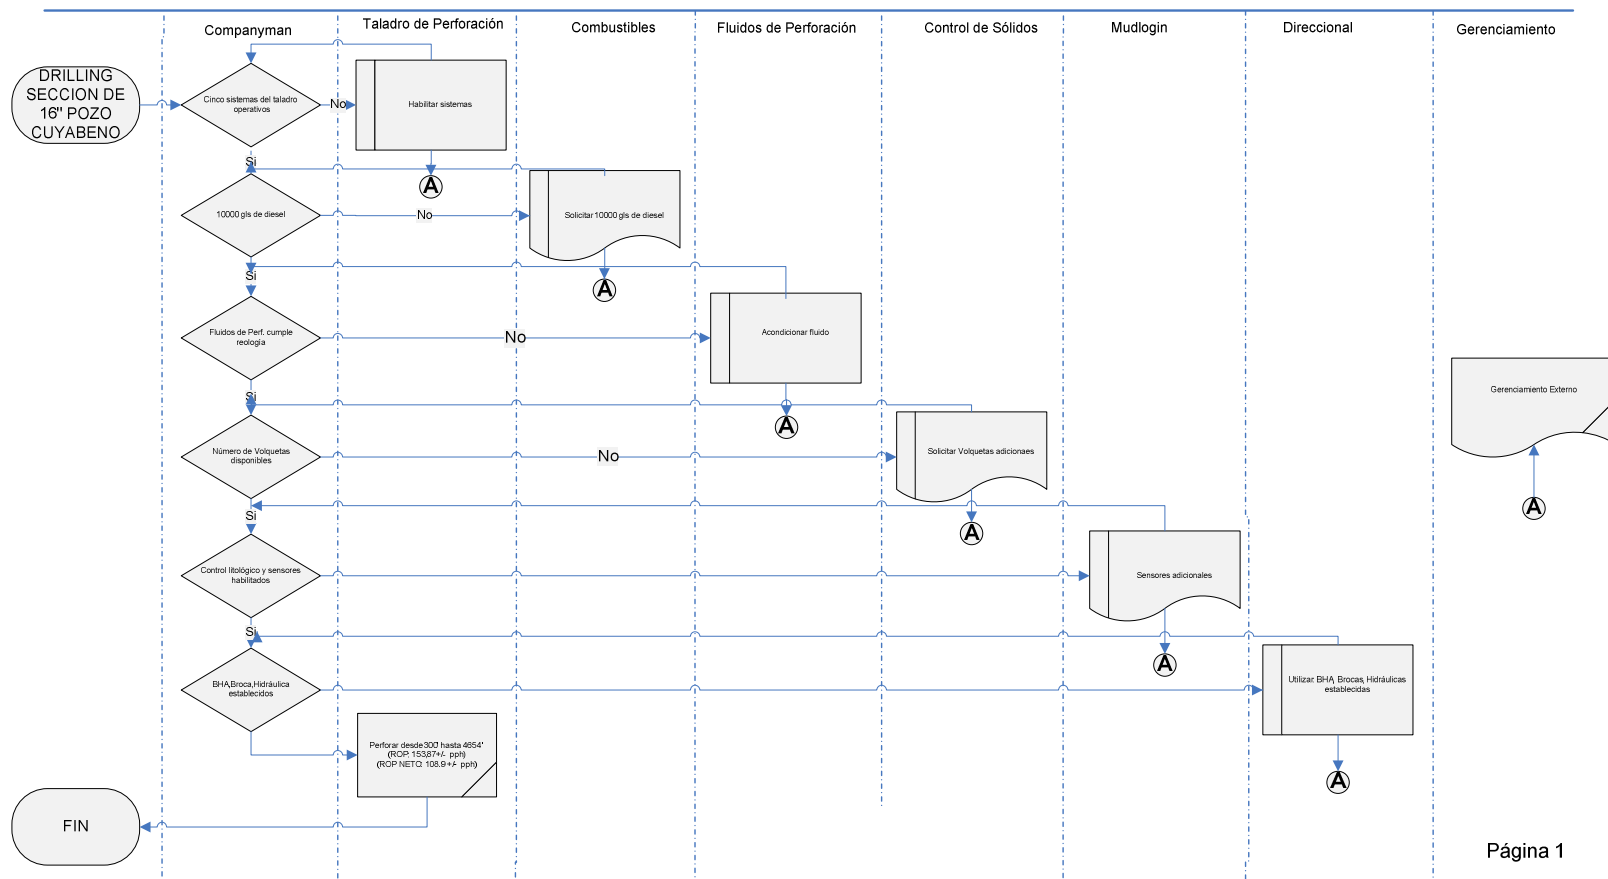 Companyman
Taladro de Perforación
Combustibles
Fluidos de Perforación
Control de Sólidos
Mudlogin
Direccional
Gerenciamiento
DRILLING
SECCION DE
16" POZO
CUYABENO
Cinco sistemas del taladro
operativos
No
Habilitar sistemas
Si
A
10000 gls de diesel
No
Solicitar 10000 gls de diesel
Si
A
Fluidos de Perf. cumple
reología
No
Acondicionar fluido
Si
A
Gerenciamiento Externo
A
Número de Volquetas
disponibles
No
Solicitar Volquetas adicionaes
Si
A
Control litológico y sensores
habilitados
Sensores adicionales
Si
A
BHA,Broca,Hidráulica
establecidos
Utilizar: BHA, Brocas, Hidráulicas
establecidas
A
Perforar desde 300' hasta 4654'
(ROP: 153,87+/- pph)
(ROP NETO: 108.9 +/- pph)
FIN
Página 1